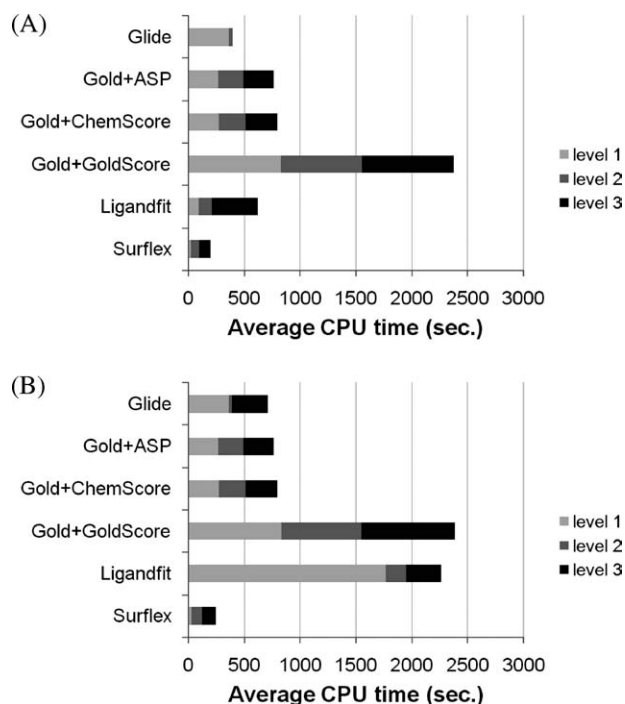 (A)
Glide
Gold+ASP
Gold+ChemScore
Gold+GoldScore
Ligandfit
Surflex
level 1
level 2
level 3
0 500 1000 1500 2000 2500 3000
Average CPU time (sec.)
(B)
Glide
Gold+ASP
Gold+ChemScore
Gold+GoldScore
Ligandfit
Surflex
level 1
level 2
level 3
0 500 1000 1500 2000 2500 3000
Average CPU time (sec.)